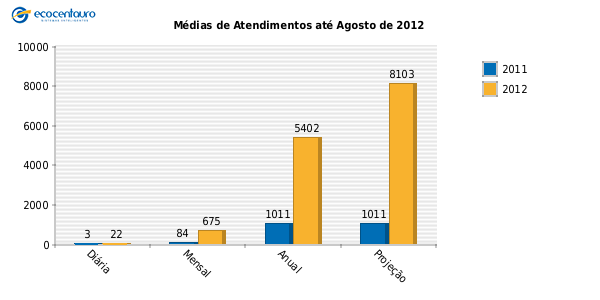 ecocentauro
Médias de Atendimentos até Agosto de 2012
10000
8000
6000
4000
2000
0
3
22
84
675
1011
5402
1011
8103
Diária
Mensal
Anual
Projeção
2011
2012